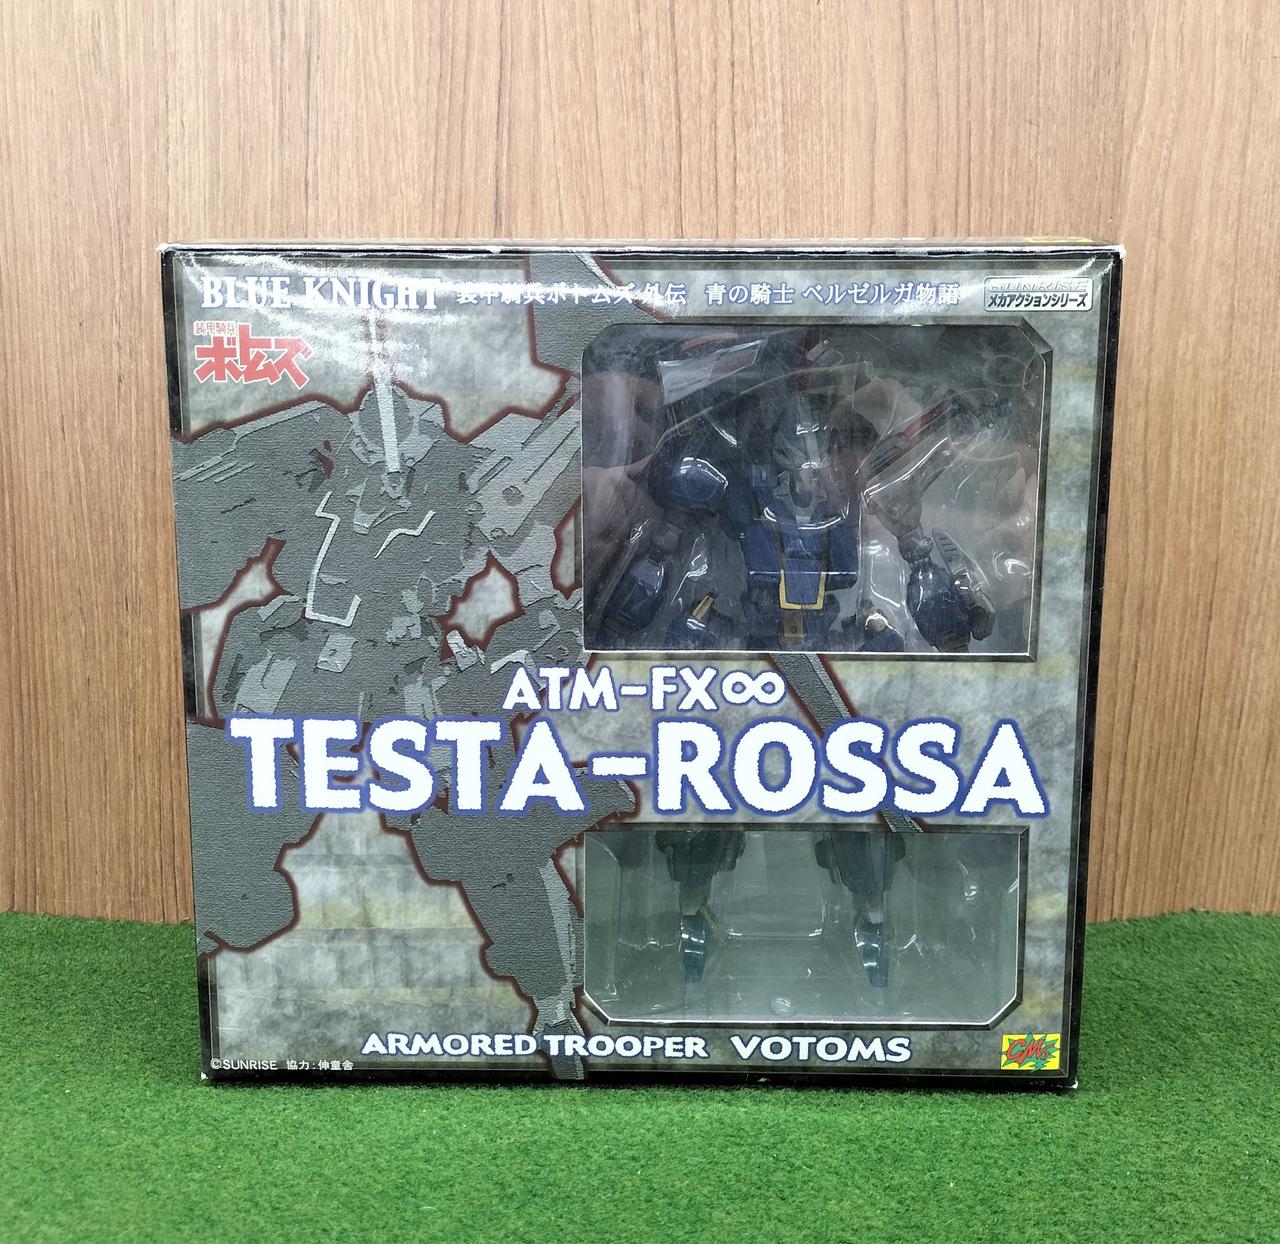 BLUE KNIGHT 装甲騎兵ボトムズ 外伝 青の騎士 ベルゼルガ物語
SUNRISE
メカアクションシリーズ
装甲騎兵
ボトムズ
ATM-FX∞
TESTA-ROSSA
ARMORED TROOPER VOTOMS
©SUNRISE 協力:伸童舎
CM's